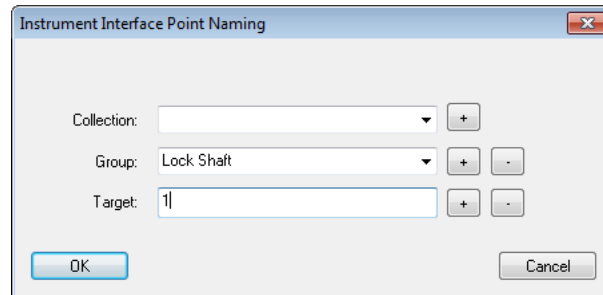 Instrument Interface Point Naming
Collection: +
Group: Lock Shaft + -
Target: 1 + -
OK Cancel